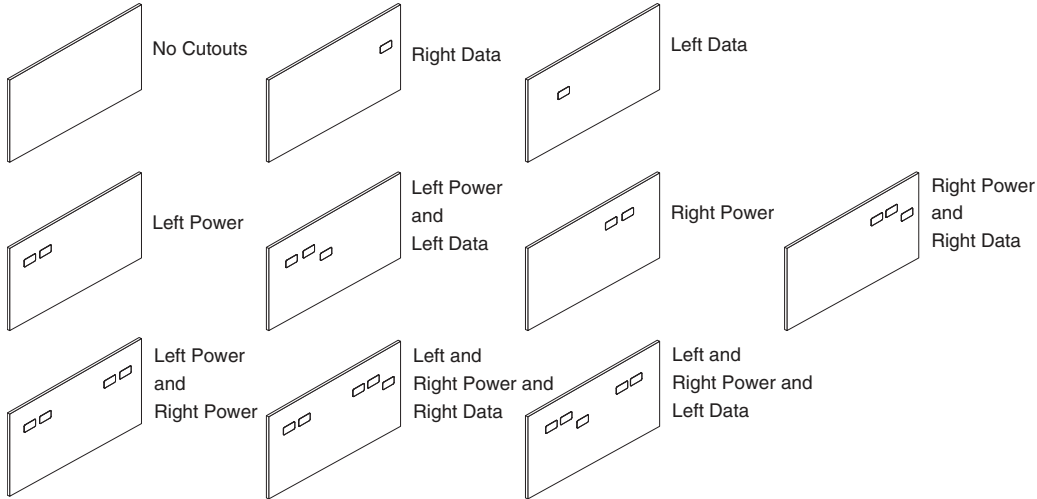 No Cutouts
Right Data
Left Data
Left Power
Left Power
and
Left Data
Right Power
Right Power
and
Right Data
Left Power
and
Right Power
Left and
Right Power and
Right Data
Left and
Right Power and
Left Data